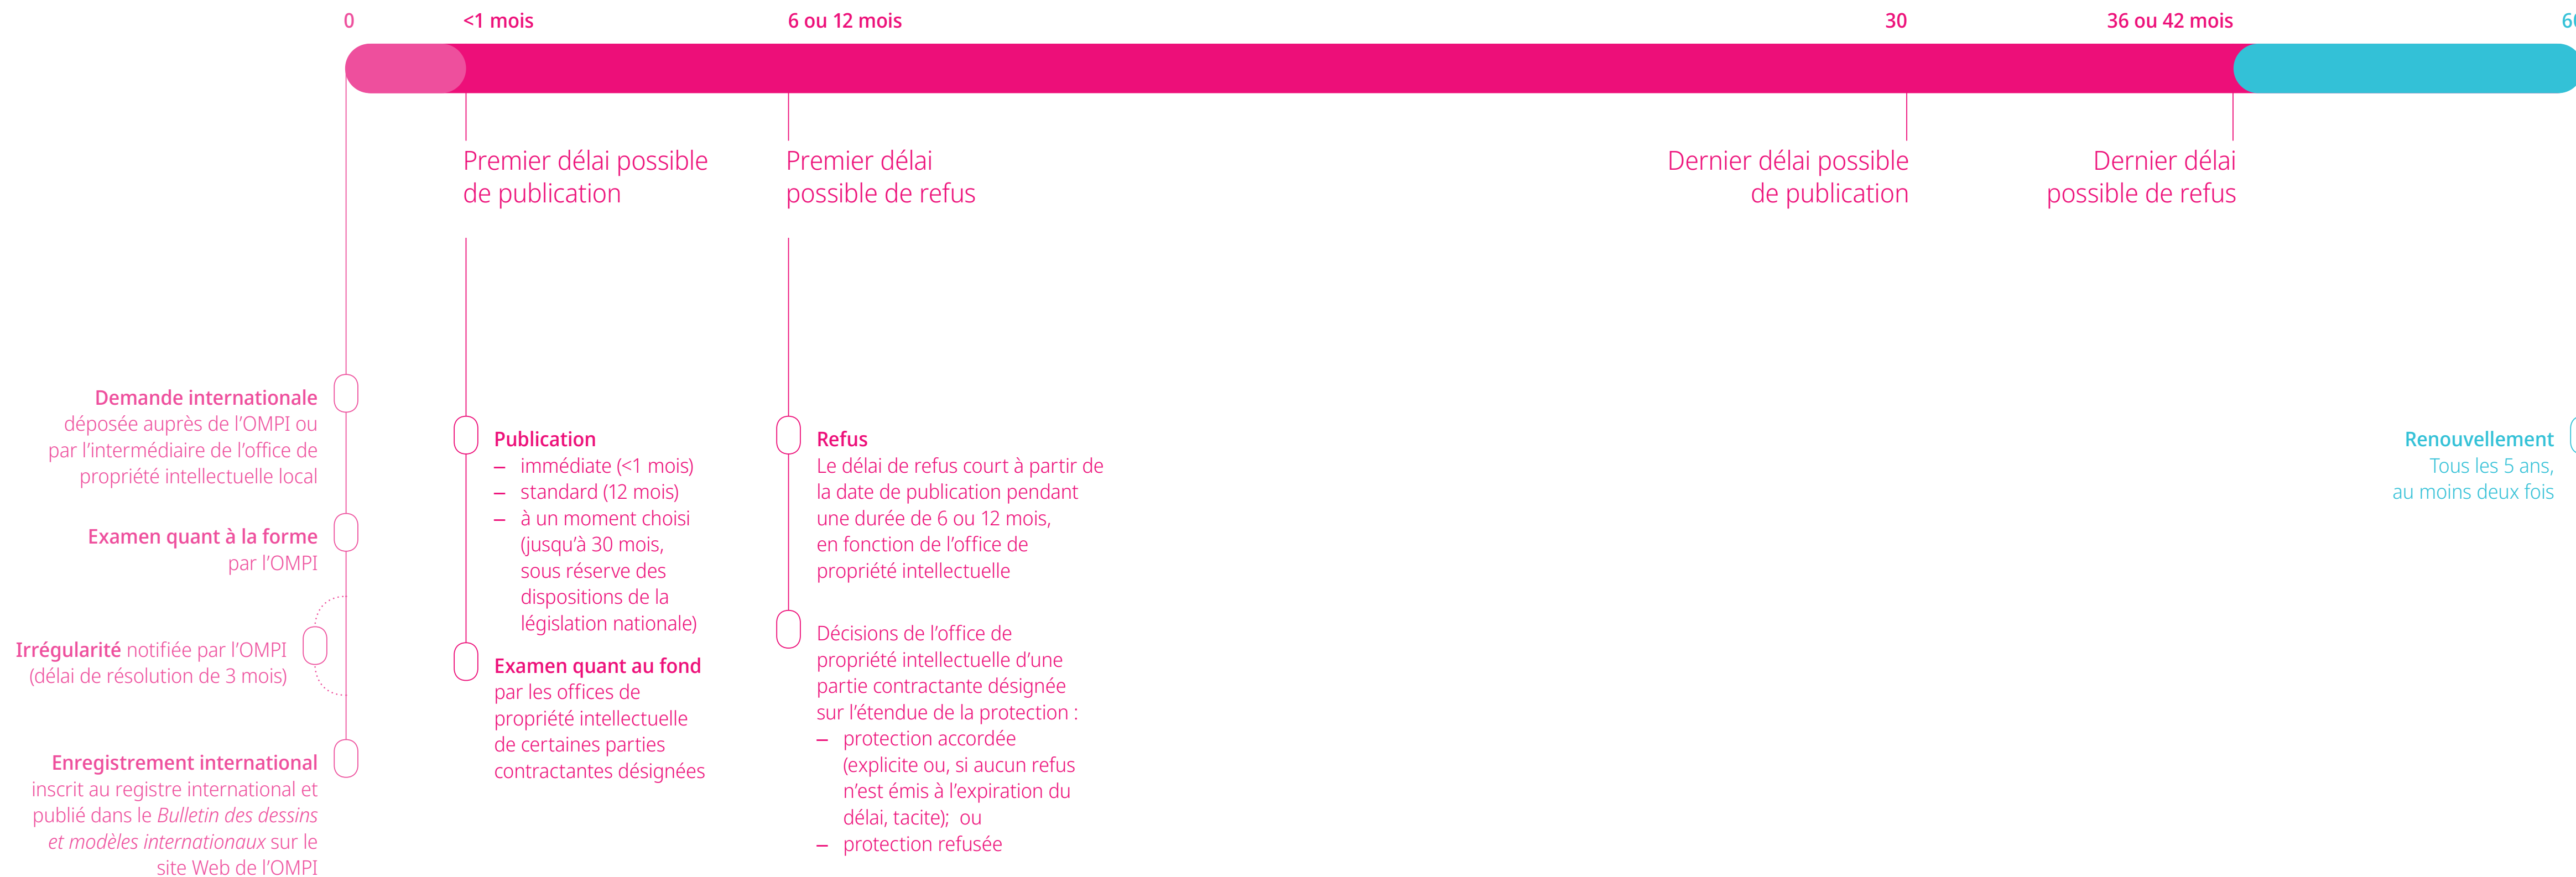 0
<1 mois
6 ou 12 mois
30
36 ou 42 mois
Premier délai possible
de publication
Premier délai
possible de refus
Dernier délai possible
de publication
Dernier délai
possible de refus
Demande internationale
déposée auprès de l’OMPI ou
par l’intermédiaire de l’office de
propriété intellectuelle local
Examen quant à la forme
par l’OMPI
Irrégularité notifiée par l’OMPI
(délai de résolution de 3 mois)
Enregistrement international
inscrit au registre international et
publié dans le Bulletin des dessins
et modèles internationaux sur le
site Web de l’OMPI
Publication
– immédiate (<1 mois)
– standard (12 mois)
– à un moment choisi
(jusqu’à 30 mois,
sous réserve des
dispositions de la
législation nationale)
Examen quant au fond
par les offices de
propriété intellectuelle
de certaines parties
contractantes désignées
Refus
Le délai de refus court à partir de
la date de publication pendant
une durée de 6 ou 12 mois,
en fonction de l’office de
propriété intellectuelle
Décisions de l’office de
propriété intellectuelle d’une
partie contractante désignée
sur l’étendue de la protection :
– protection accordée
(explicite ou, si aucun refus
n’est émis à l’expiration du
délai, tacite); ou
– protection refusée
Renouvellement
Tous les 5 ans,
au moins deux fois